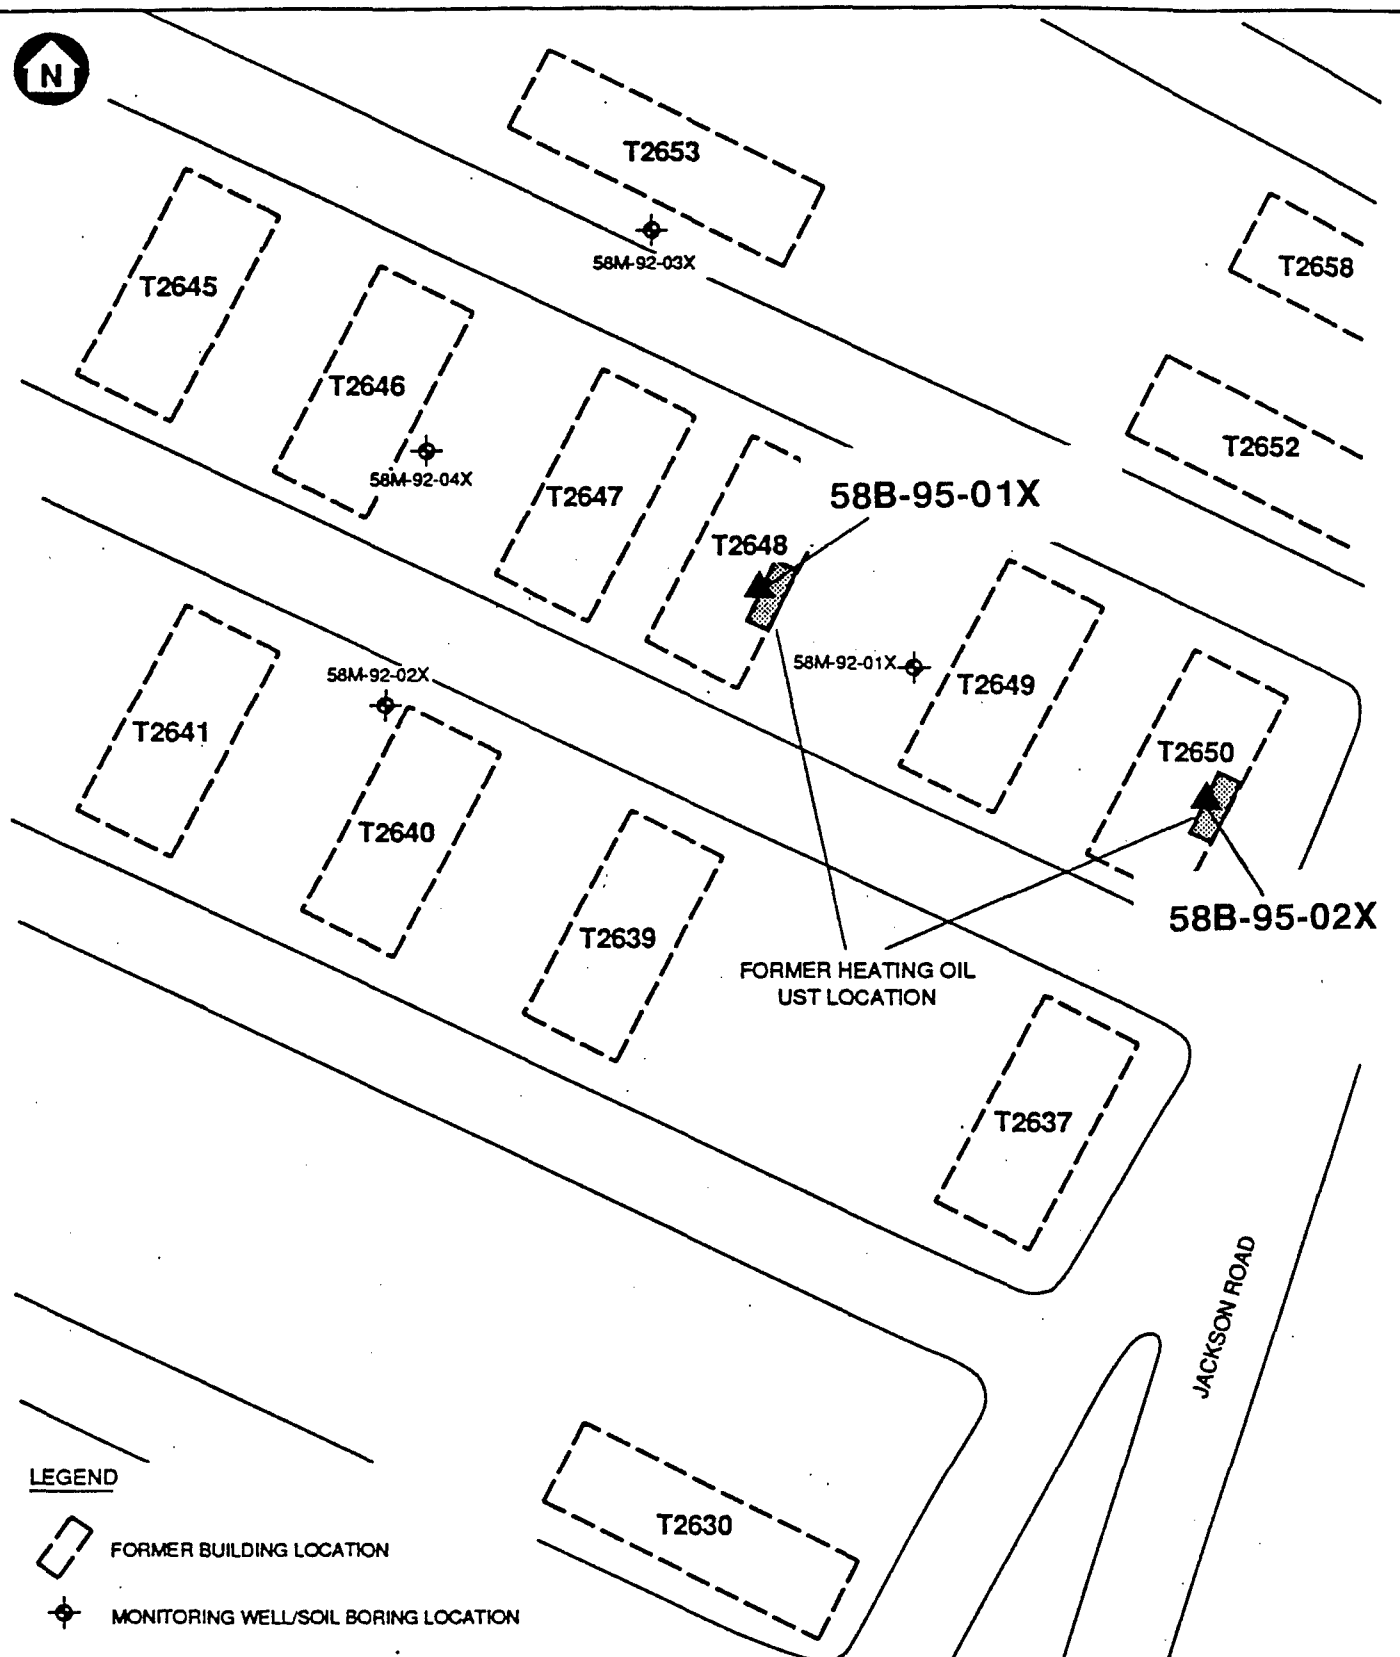 N
T2653
58M-92-03X
T2658
T2645
T2646
58M-92-04X
T2652
T2647
58B-95-01X
T2648
58M-92-01X
T2649
58M-92-02X
T2641
T2650
T2640
58B-95-02X
T2639
FORMER HEATING OIL
UST LOCATION
T2637
JACKSON ROAD
LEGEND
T2630
FORMER BUILDING LOCATION
MONITORING WELL/SOIL BORING LOCATION